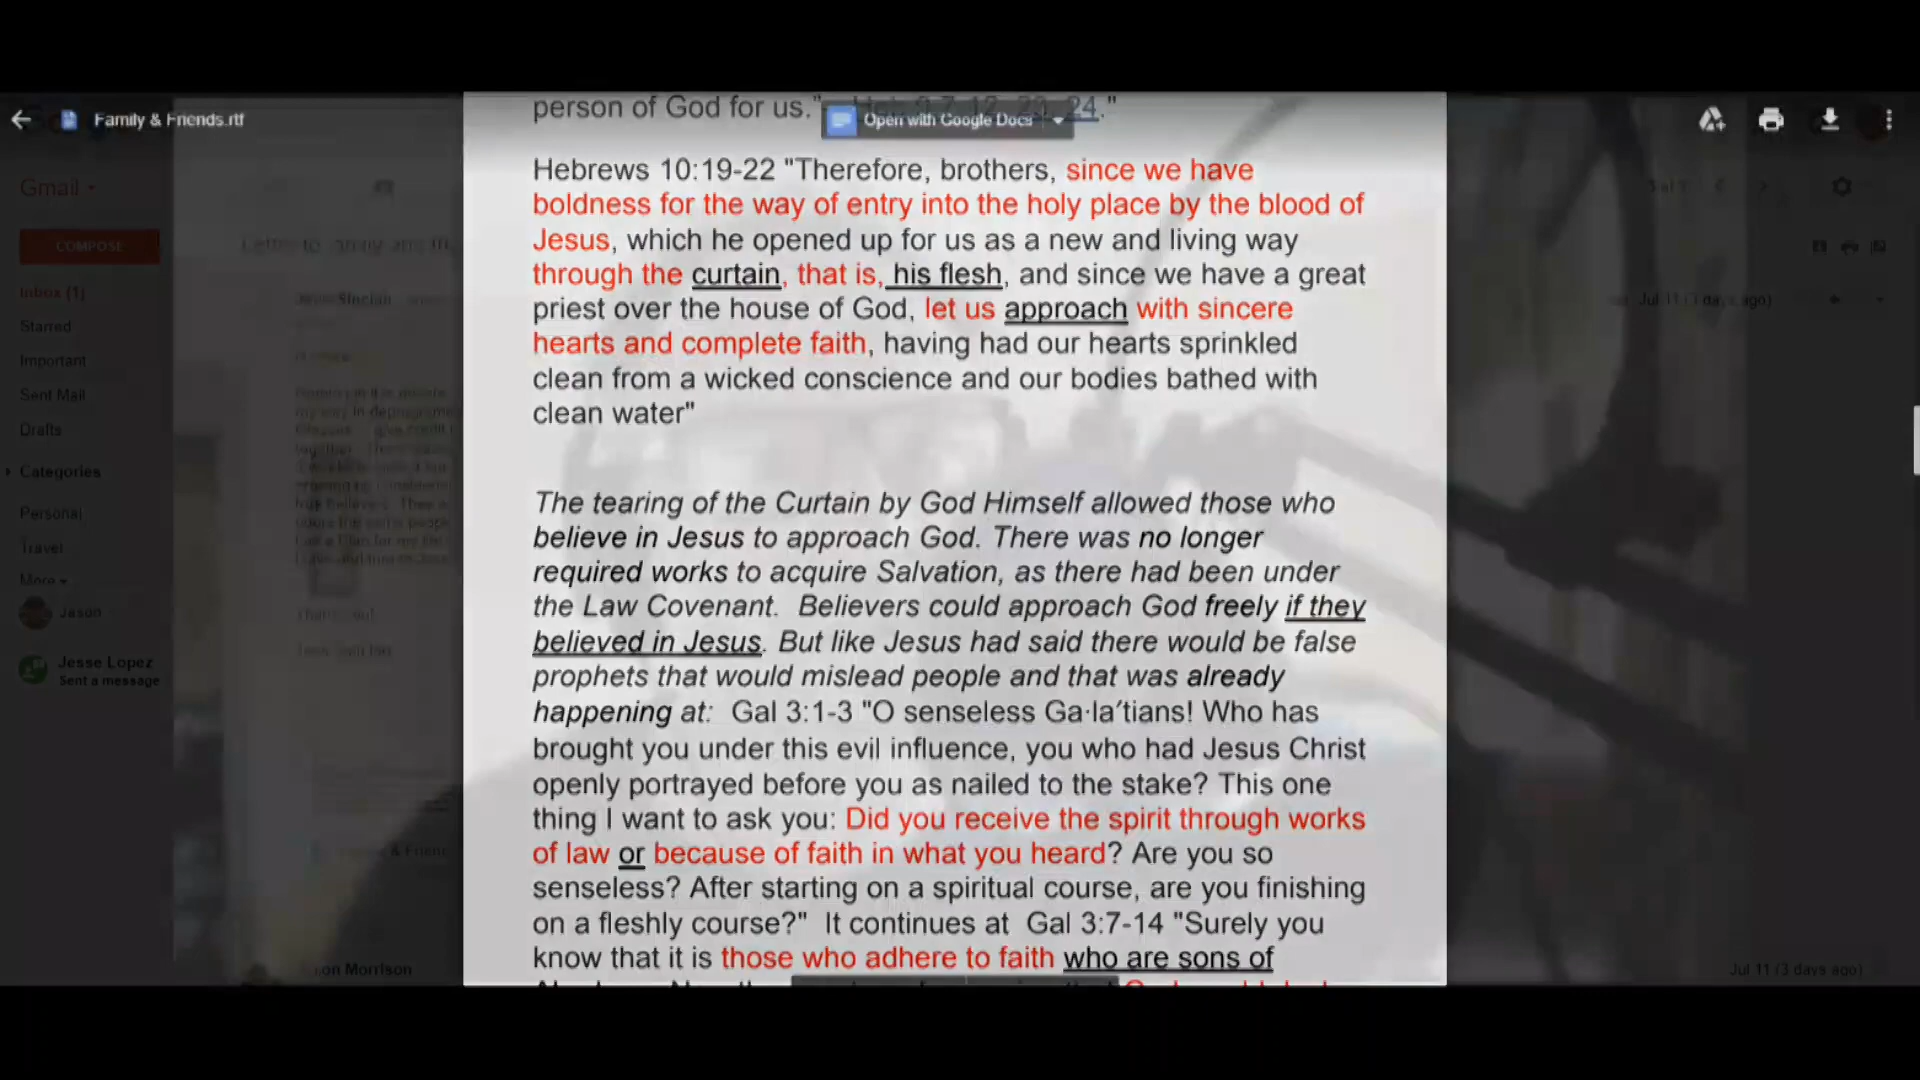 Family & Friends.rtf
Open with Google Docs
person of God for us."
24."
Hebrews 10:19-22 "Therefore, brothers, since we have
boldness for the way of entry into the holy place by the blood of
Jesus, which he opened up for us as a new and living way
through the curtain, that is, his flesh, and since we have a great
priest over the house of God, let us approach with sincere
hearts and complete faith, having had our hearts sprinkled
clean from a wicked conscience and our bodies bathed with
clean water"
The tearing of the Curtain by God Himself allowed those who
believe in Jesus to approach God. There was no longer
required works to acquire Salvation, as there had been under
the Law Covenant. Believers could approach God freely if they
believed in Jesus. But like Jesus had said there would be false
prophets that would mislead people and that was already
happening at: Gal 3:1-3 "O senseless Ga·la′tians! Who has
brought you under this evil influence, you who had Jesus Christ
openly portrayed before you as nailed to the stake? This one
thing I want to ask you: Did you receive the spirit through works
of law or because of faith in what you heard? Are you so
senseless? After starting on a spiritual course, are you finishing
on a fleshly course?" It continues at Gal 3:7-14 "Surely you
know that it is those who adhere to faith who are sons of
Gmail
COMPOSE
Inbox (1)
Starred
Important
Sent Mail
Drafts
Categories
Personal
Travel
More
Jason
Jesse Lopez
Sent a message
Sinclair
Jul 11 (3 days ago)
Morrison
Jul 11 (3 days ago)